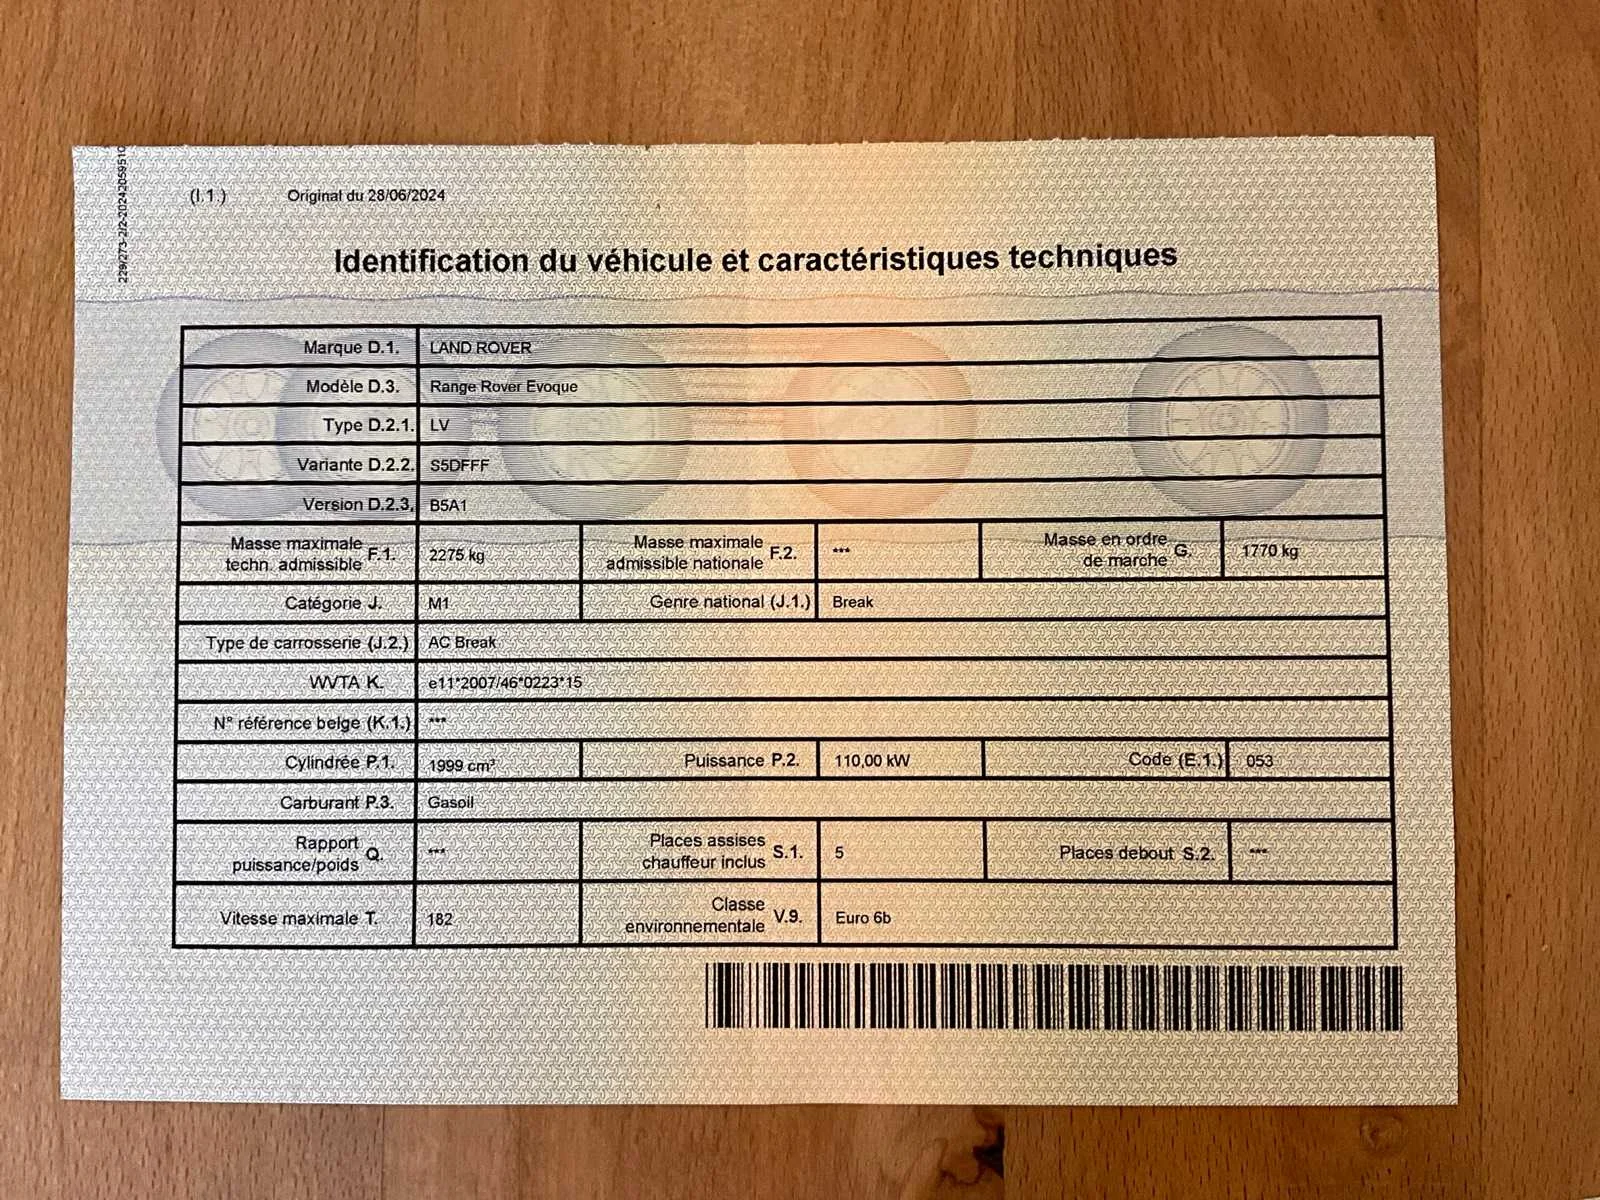 229/273-2/2-20242059510
(I.1.) Original du 28/06/2024
Identification du véhicule et caractéristiques techniques
Marque D.1. LAND ROVER
Modèle D.3. Range Rover Evoque
Type D.2.1. LV
Variante D.2.2. S5DFFF
Version D.2.3. B5A1
Masse maximale techn. admissible F.1. 2275 kg Masse maximale admissible nationale F.2. *** Masse en ordre de marche G. 1770 kg
Catégorie J. M1 Genre national (J.1.) Break
Type de carrosserie (J.2.) AC Break
WVTA K. e11*2007/46*0223*15
N° référence belge (K.1.) ***
Cylindrée P.1. 1999 cm³ Puissance P.2. 110,00 kW Code (E.1.) 053
Carburant P.3. Gasoil
Rapport puissance/poids Q. *** Places assises chauffeur inclus S.1. 5 Places debout S.2. ***
Vitesse maximale T. 182 Classe environnementale V.9. Euro 6b